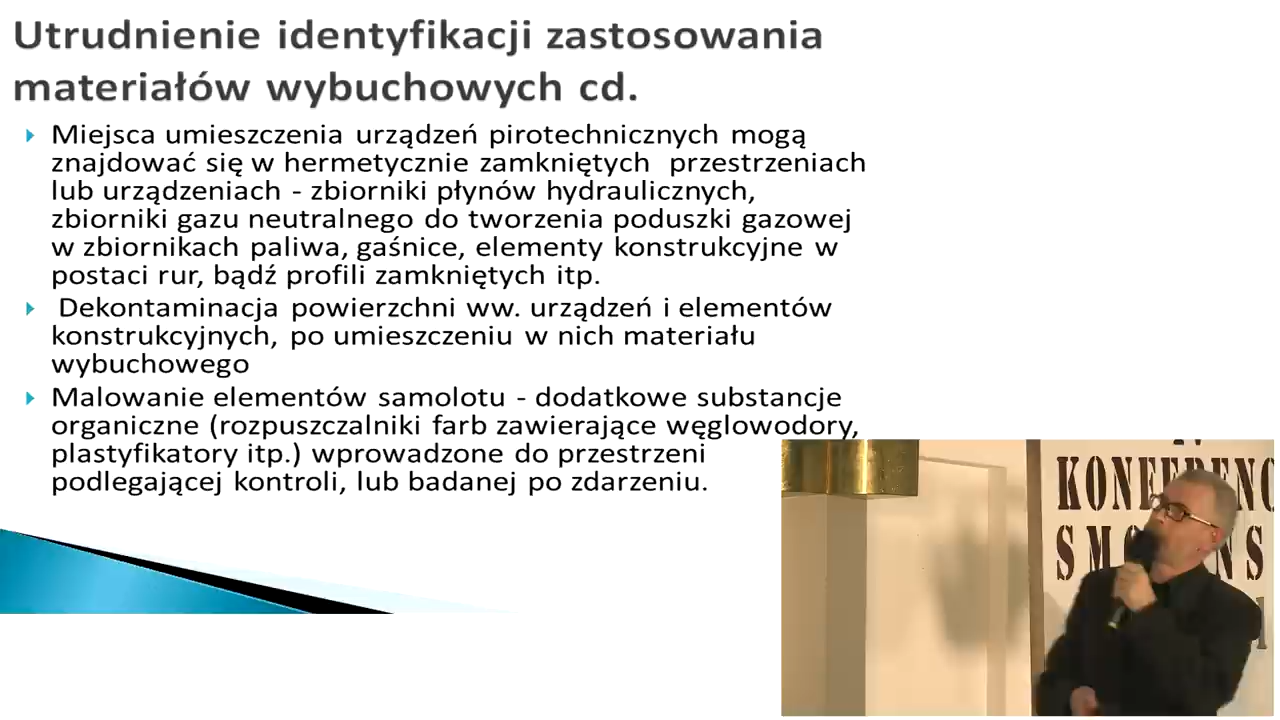 Utrudnienie identyfikacji zastosowania
materiałów wybuchowych cd.
Miejsca umieszczenia urządzeń pirotechnicznych mogą
znajdować się w hermetycznie zamkniętych przestrzeniach
lub urządzeniach - zbiorniki płynów hydraulicznych,
zbiorniki gazu neutralnego do tworzenia poduszki gazowej
w zbiornikach paliwa, gaśnice, elementy konstrukcyjne w
postaci rur, bądź profili zamkniętych itp.
Dekontaminacja powierzchni ww. urządzeń i elementów
konstrukcyjnych, po umieszczeniu w nich materiału
wybuchowego
Malowanie elementów samolotu - dodatkowe substancje
organiczne (rozpuszczalniki farb zawierające węglowodory,
plastyfikatory itp.) wprowadzone do przestrzeni
podlegającej kontroli, lub badanej po zdarzeniu.